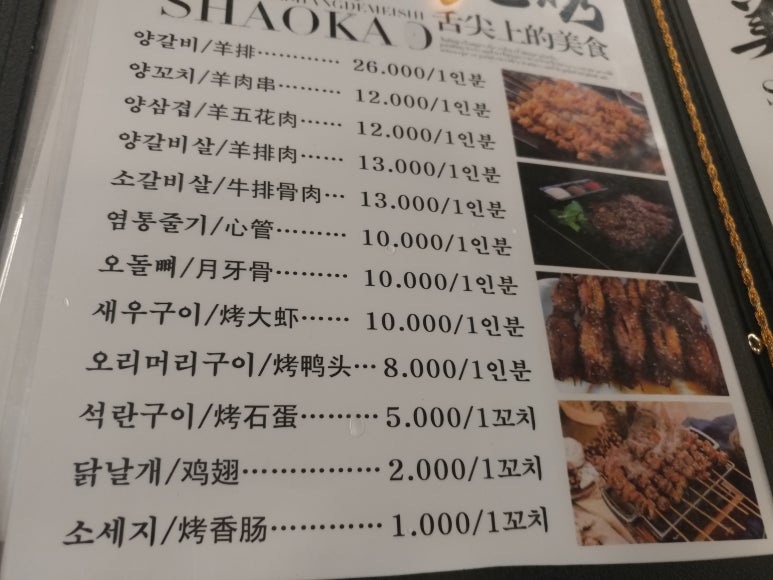 SHAOKAO
舌尖上的美食
양갈비/羊排............ 26.000/1인분
양꼬치/羊肉串......... 12.000/1인분
양삼겹/羊五花肉...... 12.000/1인분
양갈비살/羊排肉...... 13.000/1인분
소갈비살/牛排骨肉... 13.000/1인분
염통줄기/心管......... 10.000/1인분
오돌뼈/月牙骨......... 10.000/1인분
새우구이/烤大虾...... 10.000/1인분
오리머리구이/烤鸭头... 8.000/1인분
석란구이/烤石蛋......... 5.000/1꼬치
닭날개/鸡翅............... 2.000/1꼬치
소세지/烤香肠............ 1.000/1꼬치